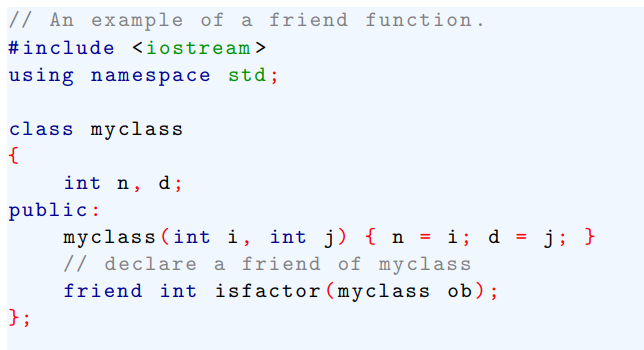 // An example of a friend function.
#include <iostream>
using namespace std;
class myclass
{
int n, d;
public:
myclass(int i, int j) { n = i; d = j; }
// declare a friend of myclass
friend int isfactor(myclass ob);
};